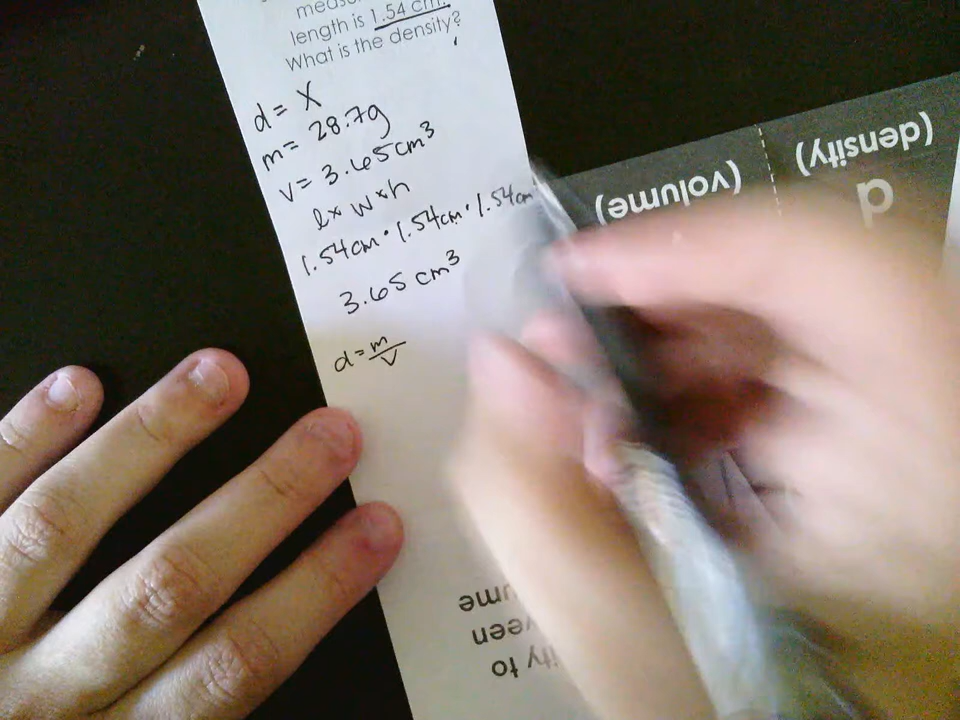 length is 1.54 cm.
What is the density?
d = X
m = 28.7g
V = 3.65 cm³
l × w × h
1.54cm · 1.54cm · 1.54cm
3.65 cm³
d = m/V
(volume)
(density)
d
to